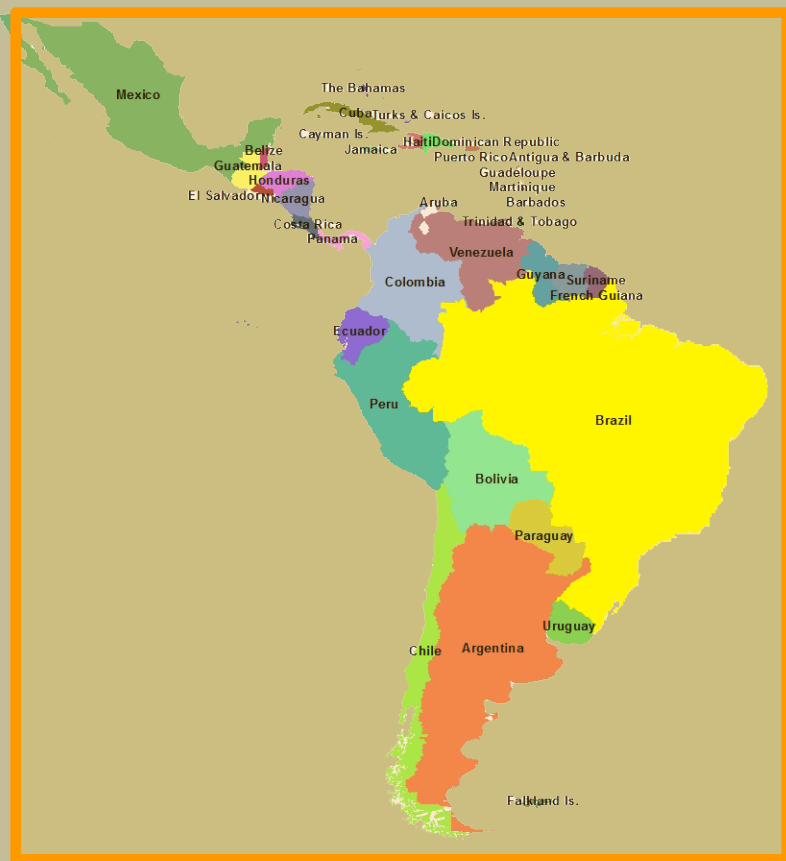 Mexico
The Bahamas
Cuba
Turks & Caicos Is.
Cayman Is.
Haiti
Dominican Republic
Jamaica
Belize
Puerto Rico
Antigua & Barbuda
Guatemala
Guadeloupe
Honduras
Martinique
El Salvador
Nicaragua
Aruba
Barbados
Costa Rica
Trinidad & Tobago
Panama
Venezuela
Guyana
Colombia
Suriname
French Guiana
Ecuador
Peru
Brazil
Bolivia
Paraguay
Uruguay
Chile
Argentina
Falkland Is.